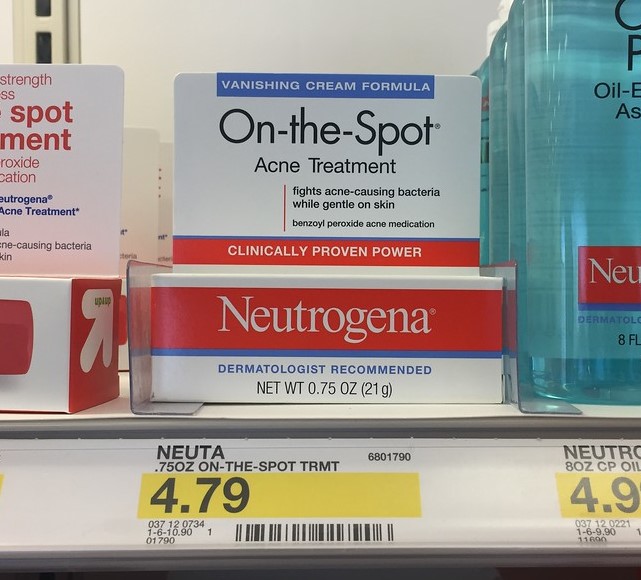 strength
ss
spot
ment
roxide
cation
eutrogena®
Acne Treatment*
ula
cne-causing bacteria
kin
up&up
VANISHING CREAM FORMULA
On-the-Spot®
Acne Treatment
fights acne-causing bacteria
while gentle on skin
benzoyl peroxide acne medication
CLINICALLY PROVEN POWER
Neutrogena®
DERMATOLOGIST RECOMMENDED
NET WT 0.75 OZ (21g)
Oil-E
As
Neu
DERMATOLO
8 FL
NEUTA
.75OZ ON-THE-SPOT TRMT
6801790
4.79
037 12 0734
1-6-10.90 1
01790
NEUTRO
8OZ CP OIL
4.9
037 12 0221
1-6-9.90
11690